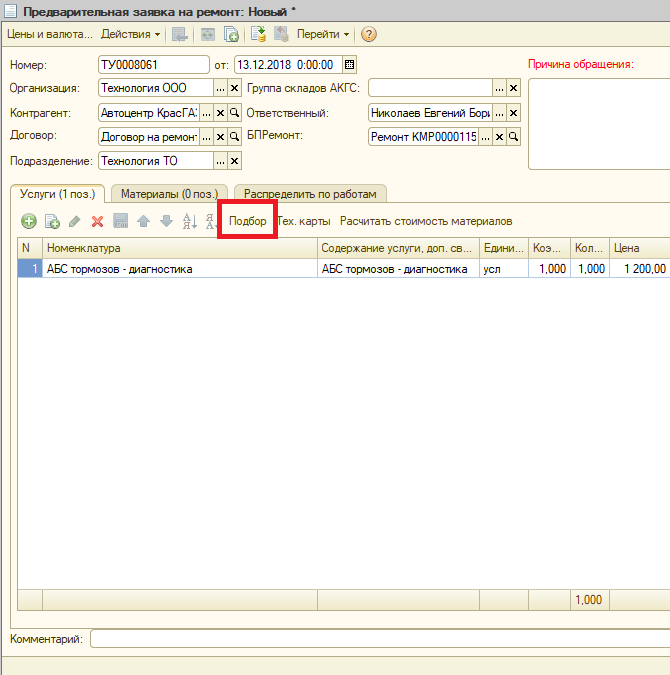 Предварительная заявка на ремонт: Новый *
Цены и валюта... Действия Перейти
Номер: ТУ0008061 от: 13.12.2018 0:00:00 Причина обращения:
Организация: Технология ООО ... Группа складов АКГС: ...
Контрагент: Автоцентр КрасГАЗ ... Ответственный: Николаев Евгений Бори ...
Договор: Договор на ремонт ... БПРемонт: Ремонт КМР0000115 ...
Подразделение: Технология ТО ...
Услуги (1 поз.) Материалы (0 поз.) Распределить по работам
Подбор Тех. карты Расчитать стоимость материалов
N Номенклатура Содержание услуги, доп. св... Едини... Коэ... Кол... Цена
1 АБС тормозов - диагностика АБС тормозов - диагностика усл 1,000 1,000 1 200,00
1,000
Комментарий: